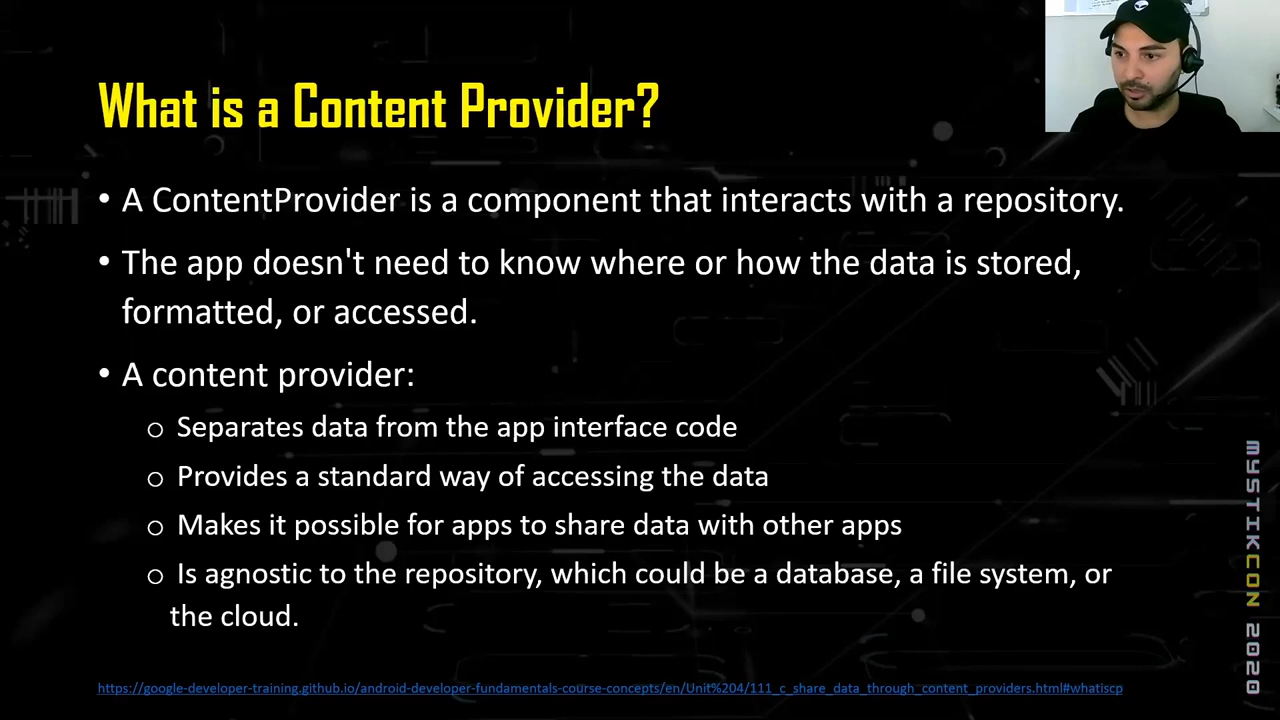 What is a Content Provider?
• A ContentProvider is a component that interacts with a repository.
• The app doesn't need to know where or how the data is stored,
formatted, or accessed.
• A content provider:
o Separates data from the app interface code
o Provides a standard way of accessing the data
o Makes it possible for apps to share data with other apps
o Is agnostic to the repository, which could be a database, a file system, or
the cloud.
https://google-developer-training.github.io/android-developer-fundamentals-course-concepts/en/Unit%204/111_c_share_data_through_content_providers.html#whatiscp
MYSTIKCON 2020